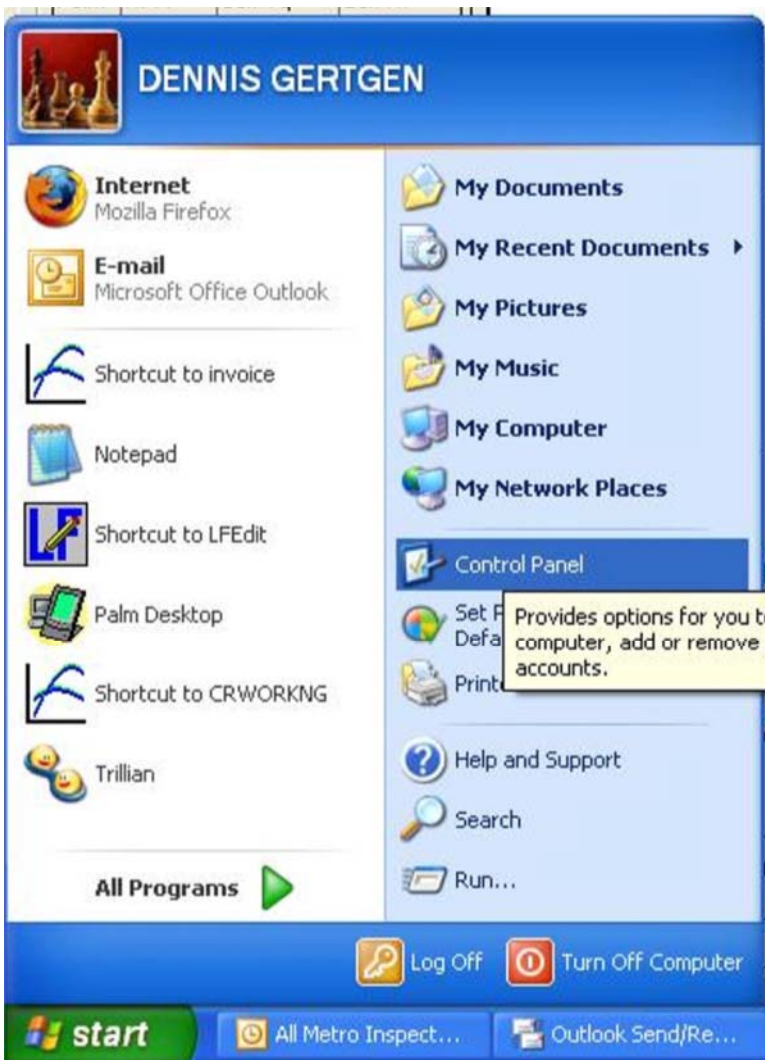 DENNIS GERTGEN
Internet
Mozilla Firefox
E-mail
Microsoft Office Outlook
Shortcut to invoice
Notepad
LF
Shortcut to LFEdit
Palm Desktop
Shortcut to CRWORKNG
Trillian
All Programs
My Documents
My Recent Documents
My Pictures
My Music
My Computer
My Network Places
Control Panel
Set
Provides options for you
computer, add or remove
accounts.
Help and Support
Search
Run...
Log Off
Turn Off Computer
start
All Metro Inspect...
Outlook Send/Re...